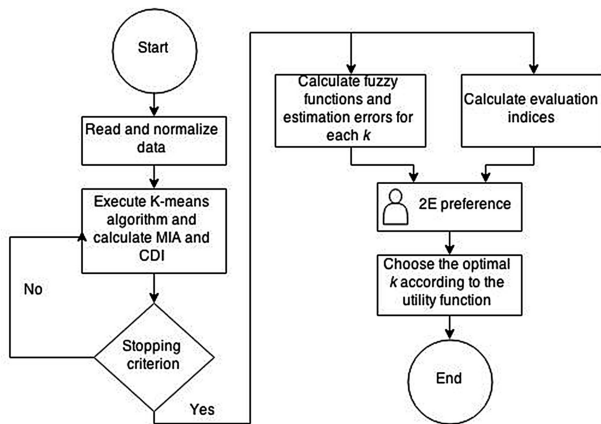 Start
Read and normalize
data
Execute K-means
algorithm and
calculate MIA and
CDI
No
Stopping
criterion
Yes
Calculate fuzzy
functions and
estimation errors for
each k
Calculate evaluation
indices
2E preference
Choose the optimal
k according to the
utility function
End